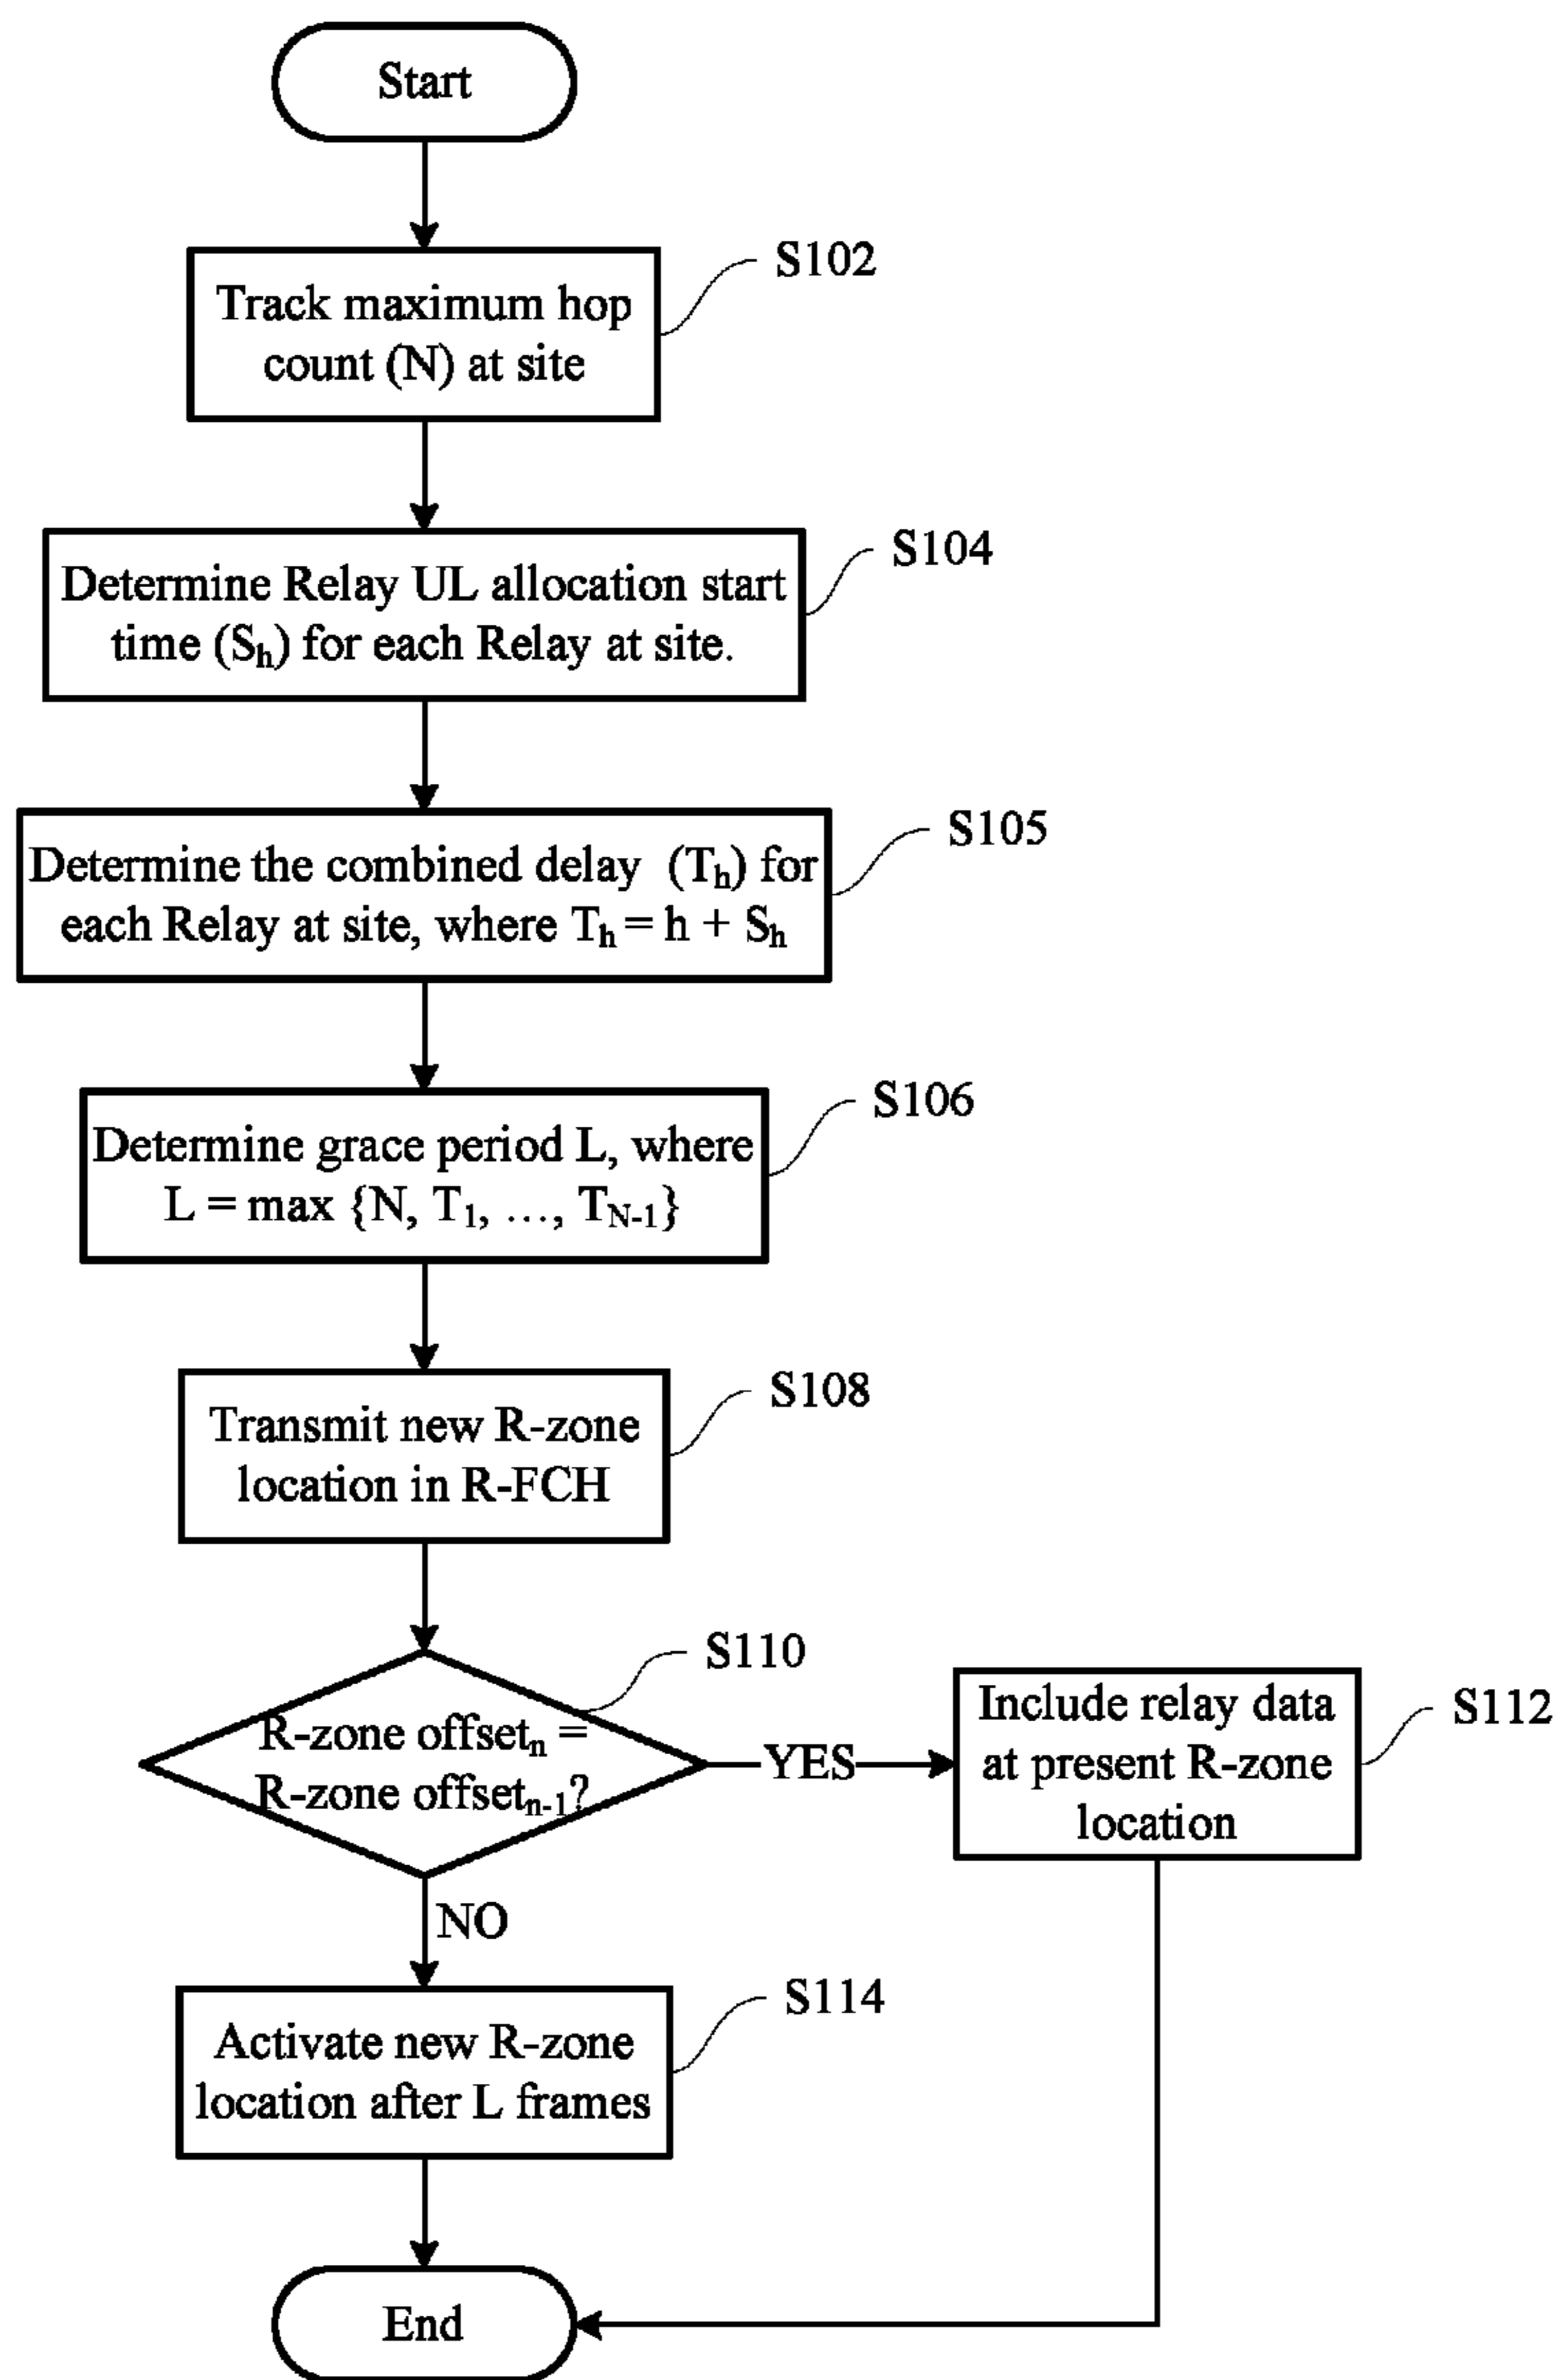 Start
S102
Track maximum hop
count (N) at site
S104
Determine Relay UL allocation start
time (Sh) for each Relay at site.
S105
Determine the combined delay (Th) for
each Relay at site, where Th = h + Sh
S106
Determine grace period L, where
L = max {N, T1, …, TN-1}
S108
Transmit new R-zone
location in R-FCH
S110
R-zone offsetn =
R-zone offsetn-1?
YES
Include relay data
at present R-zone
location
S112
NO
S114
Activate new R-zone
location after L frames
End